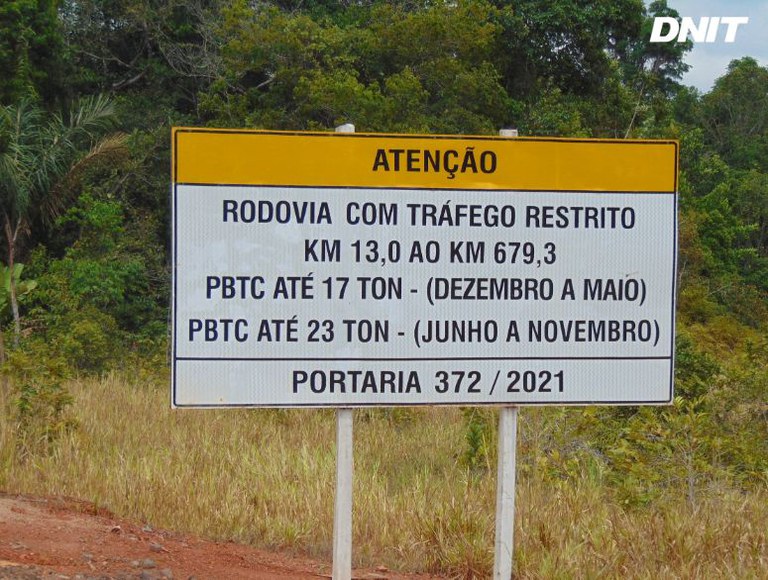 DNIT
ATENÇÃO
RODOVIA COM TRÁFEGO RESTRITO
KM 13,0 AO KM 679,3
PBTC ATÉ 17 TON - (DEZEMBRO A MAIO)
PBTC ATÉ 23 TON - (JUNHO A NOVEMBRO)
PORTARIA 372 / 2021